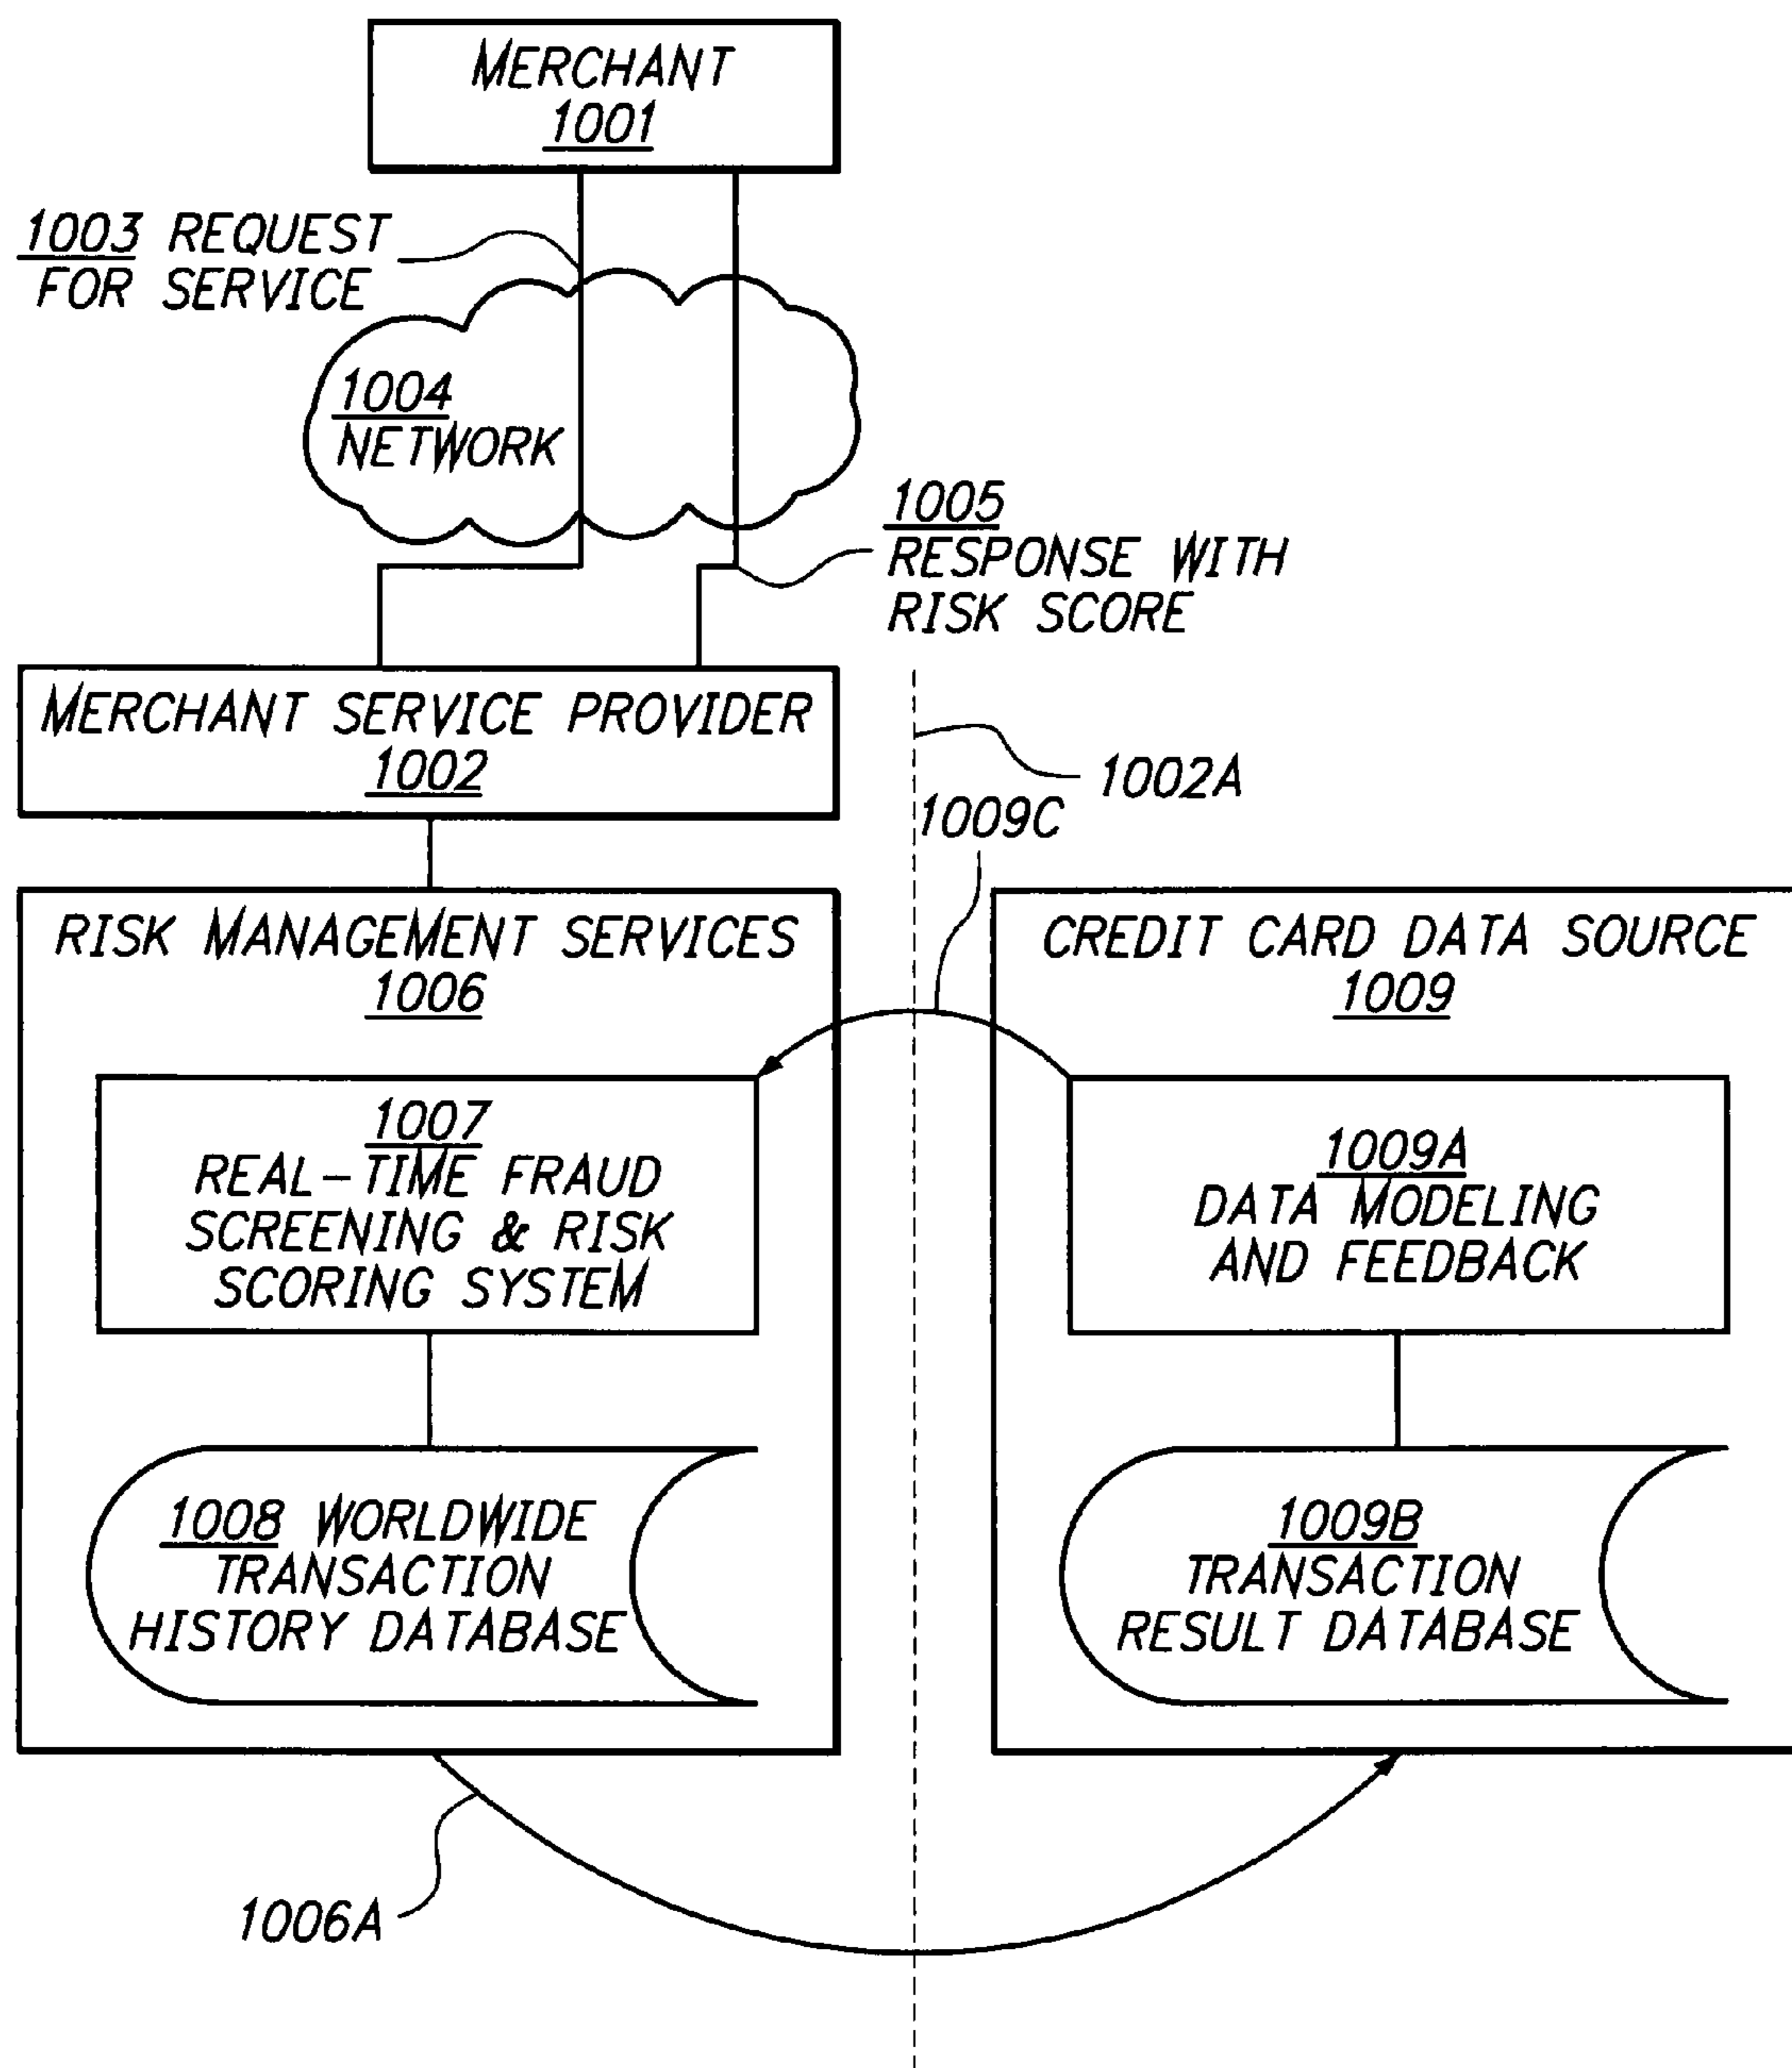 MERCHANT
1001
1003 REQUEST
FOR SERVICE
1004
NETWORK
1005
RESPONSE WITH
RISK SCORE
MERCHANT SERVICE PROVIDER
1002
1002A
1009C
RISK MANAGEMENT SERVICES
1006
CREDIT CARD DATA SOURCE
1009
1007
REAL-TIME FRAUD
SCREENING & RISK
SCORING SYSTEM
1009A
DATA MODELING
AND FEEDBACK
1008 WORLDWIDE
TRANSACTION
HISTORY DATABASE
1009B
TRANSACTION
RESULT DATABASE
1006A